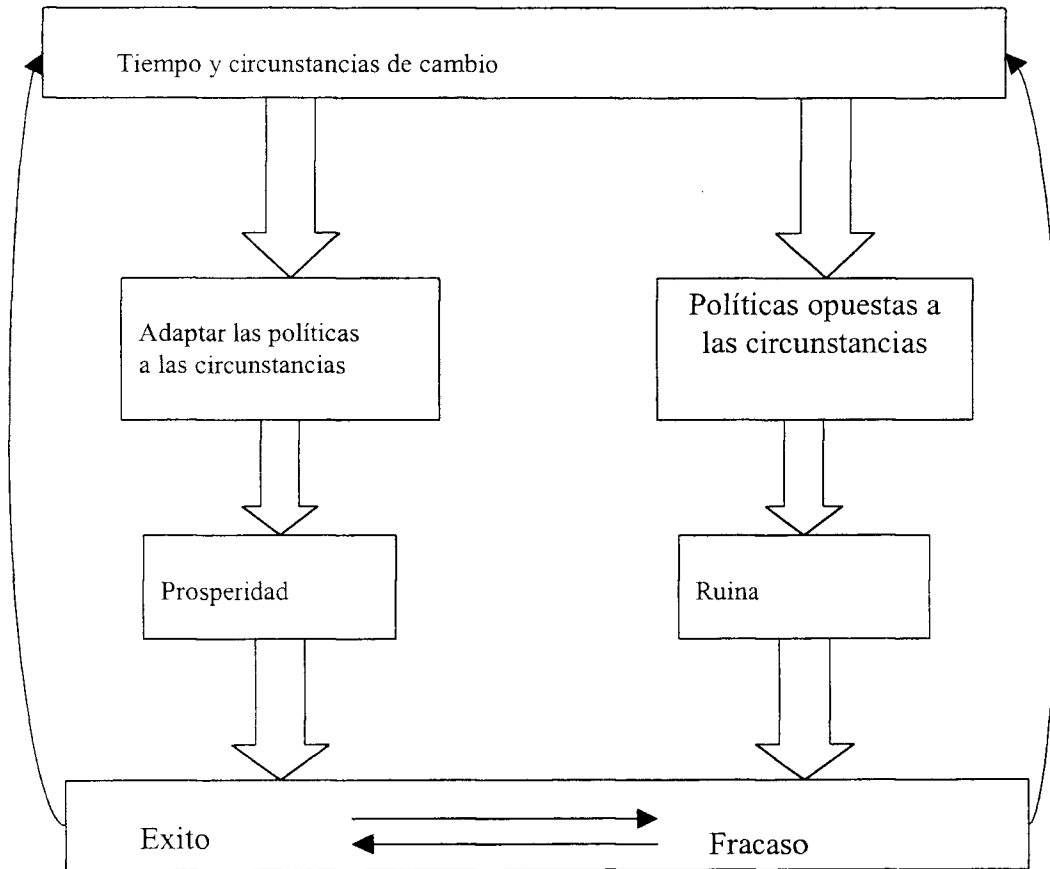 Tiempo y circunstancias de cambio
Adaptar las políticas
a las circunstancias
Políticas opuestas a
las circunstancias
Prosperidad
Ruina
Exito
Fracaso